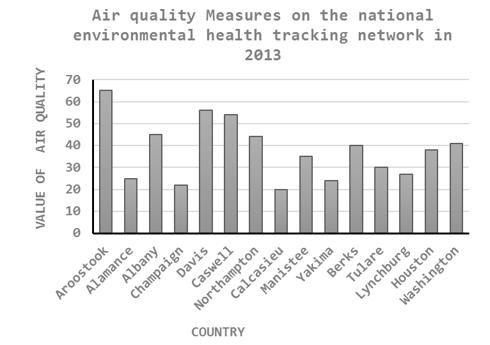 Air quality Measures on the national
environmental health tracking network in
2013
VALUE OF AIR QUALITY
70
60
50
40
30
20
10
0
Aroostook
Alamance
Albany
Champaign
Davis
Caswell
Northampton
Calcasieu
Manistee
Yakima
Berks
Tulare
Lynchburg
Houston
Washington
COUNTRY